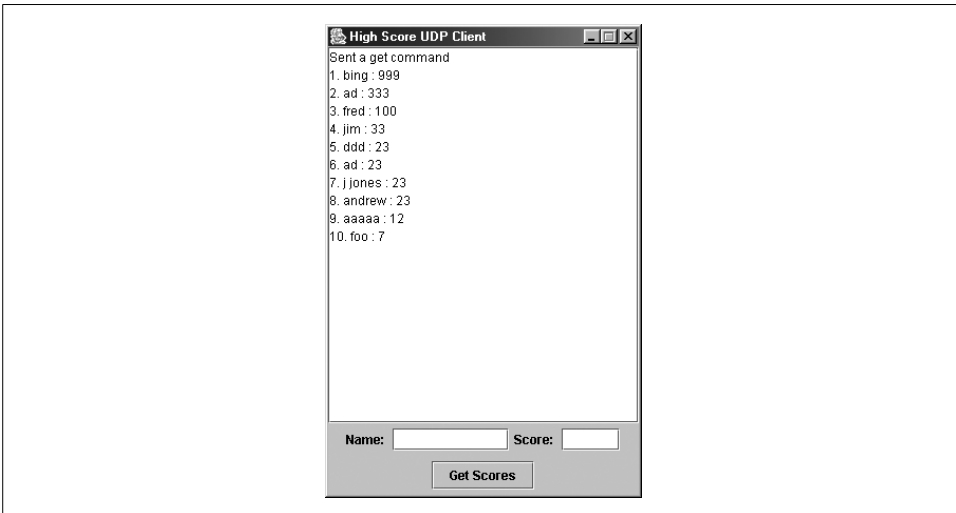 High Score UDP Client
Sent a get command
1. bing : 999
2. ad : 333
3. fred : 100
4. jim : 33
5. ddd : 23
6. ad : 23
7. j jones : 23
8. andrew : 23
9. aaaaa : 12
10. foo : 7
Name: Score:
Get Scores